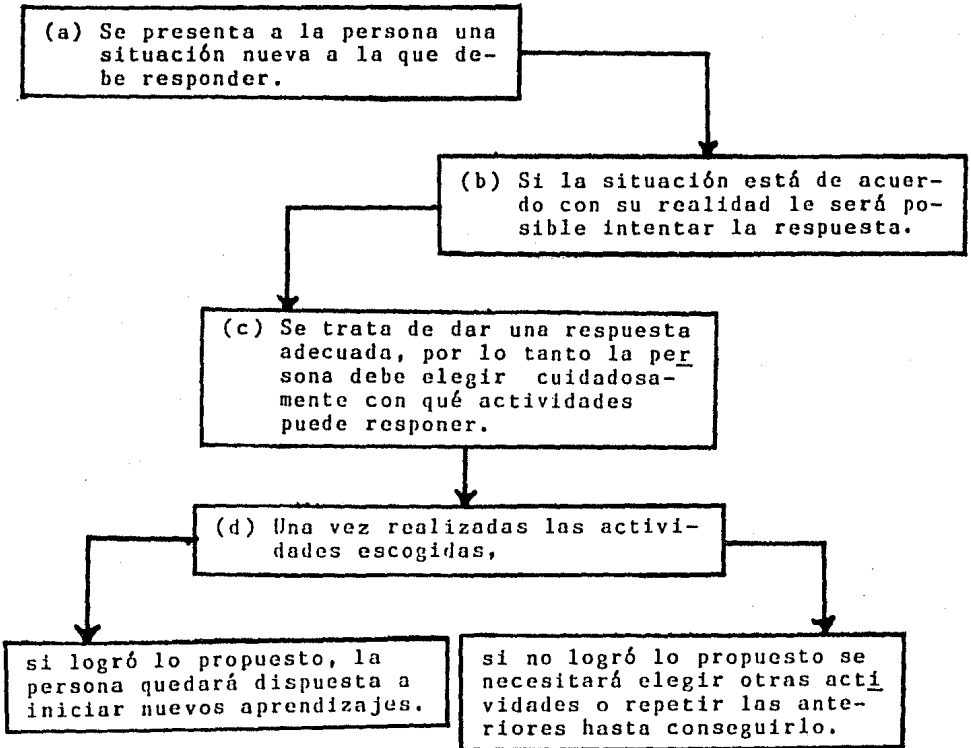 (a) Se presenta a la persona una
situación nueva a la que de-
be responder.
(b) Si la situación está de acuer-
do con su realidad le será po-
sible intentar la respuesta.
(c) Se trata de dar una respuesta
adecuada, por lo tanto la per
sona debe elegir cuidadosa-
mente con qué actividades
puede responer.
(d) Una vez realizadas las activi-
dades escogidas,
si logró lo propuesto, la
persona quedará dispuesta a
iniciar nuevos aprendizajes.
si no logró lo propuesto se
necesitará elegir otras acti
vidades o repetir las ante-
riores hasta conseguirlo.